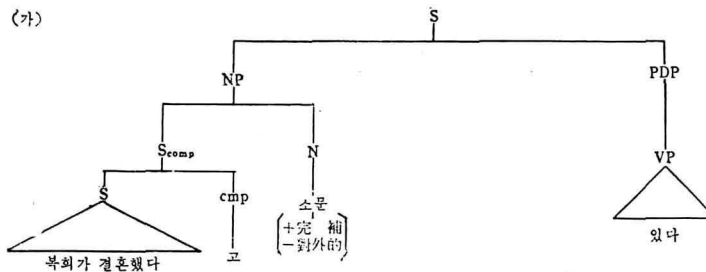 (가)
S
NP
PDP
Scomp
N
VP
S
cmp
소문
+完 補
-對外的
있다
복희가 결혼했다
고